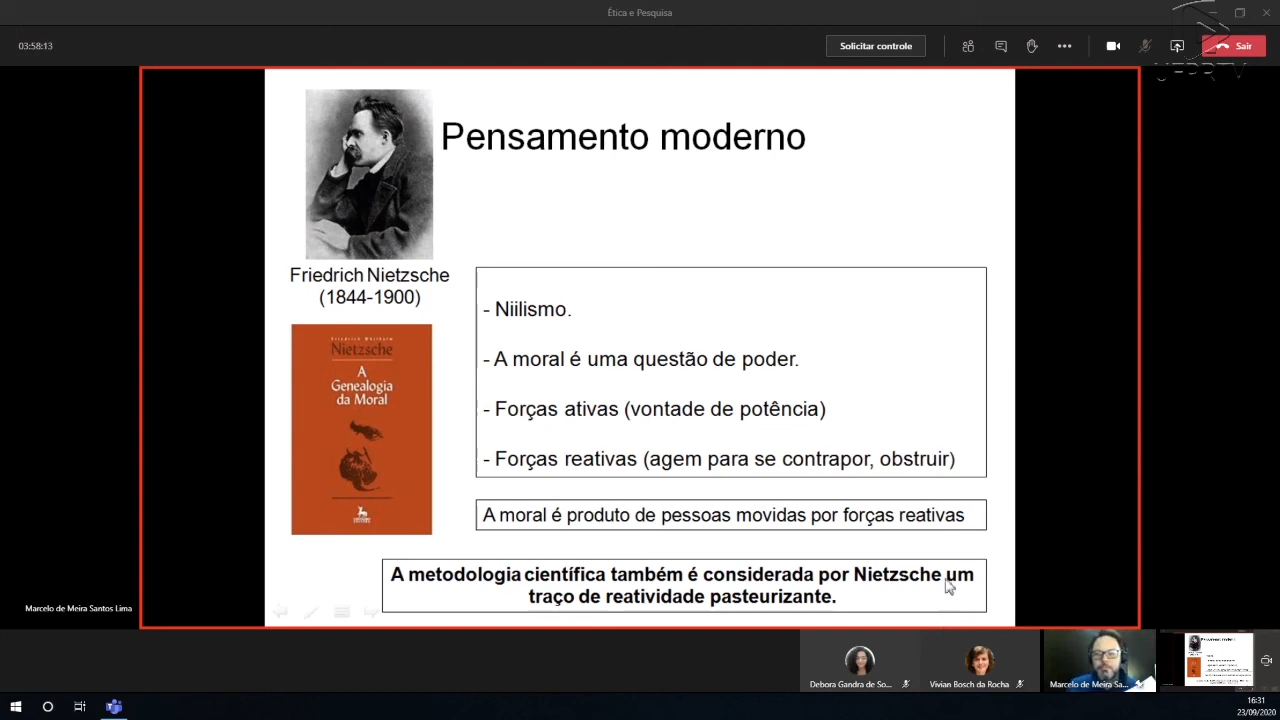 Ética e Pesquisa
03:58:13
Solicitar controle
Sair
Pensamento moderno
Friedrich Nietzsche
(1844-1900)
- Niilismo.
- A moral é uma questão de poder.
- Forças ativas (vontade de potência)
- Forças reativas (agem para se contrapor, obstruir)
Friedrich Wilhelm
Nietzsche
A
Genealogia
da Moral
A moral é produto de pessoas movidas por forças reativas
A metodologia científica também é considerada por Nietzsche um
traço de reatividade pasteurizante.
Marcelo de Meira Santos Lima
Debora Gandra de So...
Vivian Bosch da Rocha
Marcelo de Meira Sa...
Pensamento moderno
16:31
23/09/2020